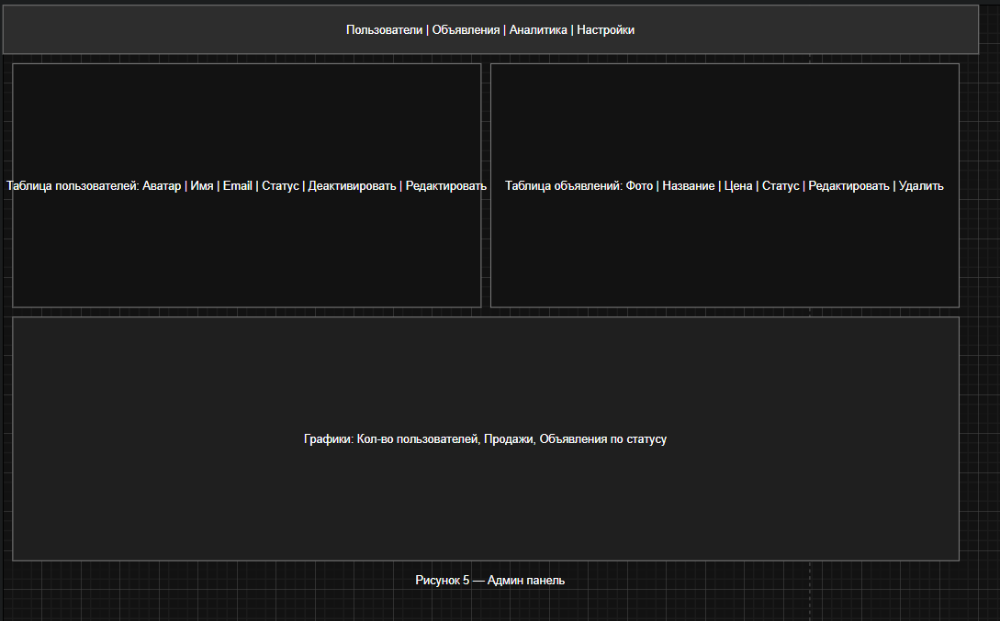 Пользователи | Объявления | Аналитика | Настройки
Таблица пользователей: Аватар | Имя | Email | Статус | Деактивировать | Редактировать
Таблица объявлений: Фото | Название | Цена | Статус | Редактировать | Удалить
Графики: Кол-во пользователей, Продажи, Объявления по статусу
Рисунок 5 — Админ панель